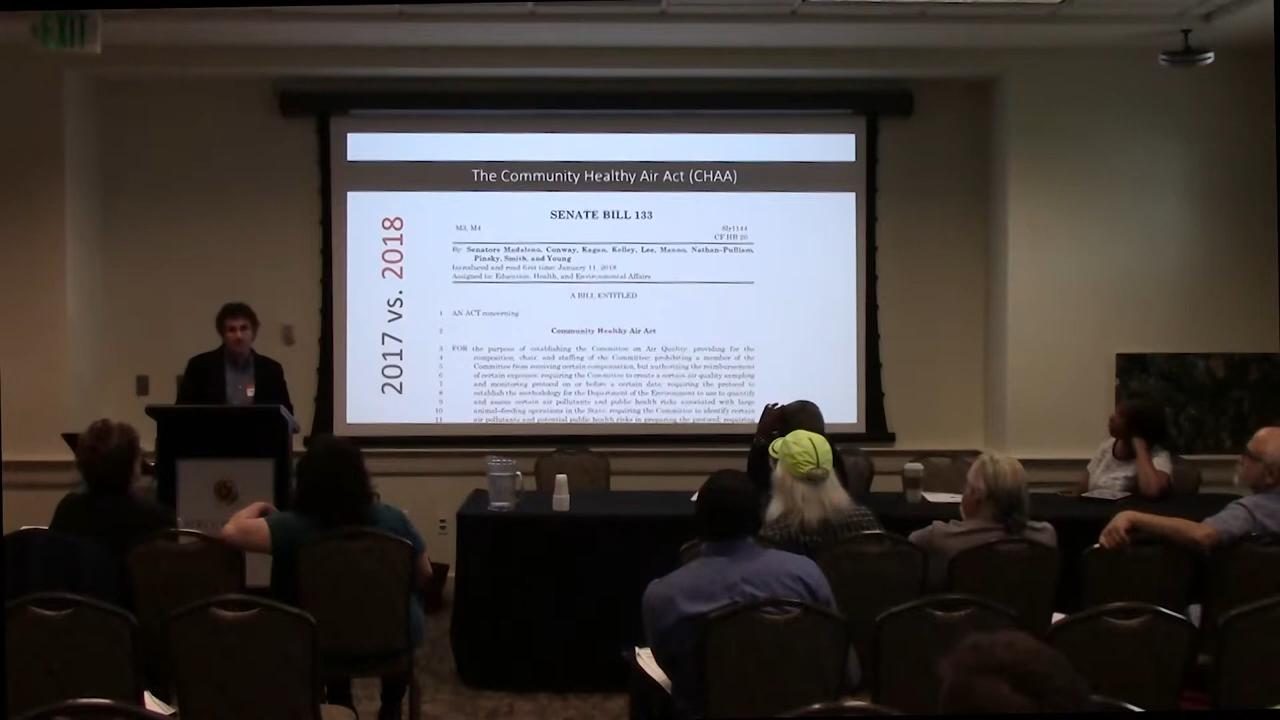 EXIT
The Community Healthy Air Act (CHAA)
2017 vs. 2018
SENATE BILL 133
M3, M4
8lr1144
CF HB 26
By: Senators Madaleno, Conway, Kagan, Kelley, Lee, Manno, Nathan-Pulliam,
Pinsky, Smith, and Young
Introduced and read first time: January 11, 2018
Assigned to: Education, Health, and Environmental Affairs
A BILL ENTITLED
1 AN ACT concerning
2 Community Healthy Air Act
3 FOR the purpose of establishing the Committee on Air Quality; providing for the
4 composition, chair, and staffing of the Committee; prohibiting a member of the
5 Committee from receiving certain compensation, but authorizing the reimbursement
6 of certain expenses; requiring the Committee to create a certain air quality sampling
7 and monitoring protocol on or before a certain date; requiring the protocol to
8 establish the methodology for the Department of the Environment to use to quantify
9 and assess certain air pollutants and public health risks associated with large
10 animal-feeding operations in the State; requiring the Committee to identify certain
11 air pollutants and potential public health risks in preparing the protocol; requiring